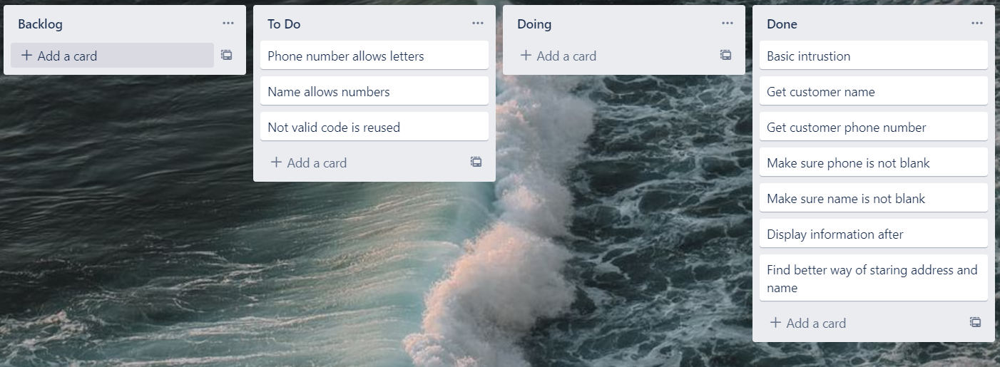 Backlog
Add a card
To Do
Phone number allows letters
Name allows numbers
Not valid code is reused
Add a card
Doing
Add a card
Done
Basic intrustion
Get customer name
Get customer phone number
Make sure phone is not blank
Make sure name is not blank
Display information after
Find better way of staring address and
name
Add a card